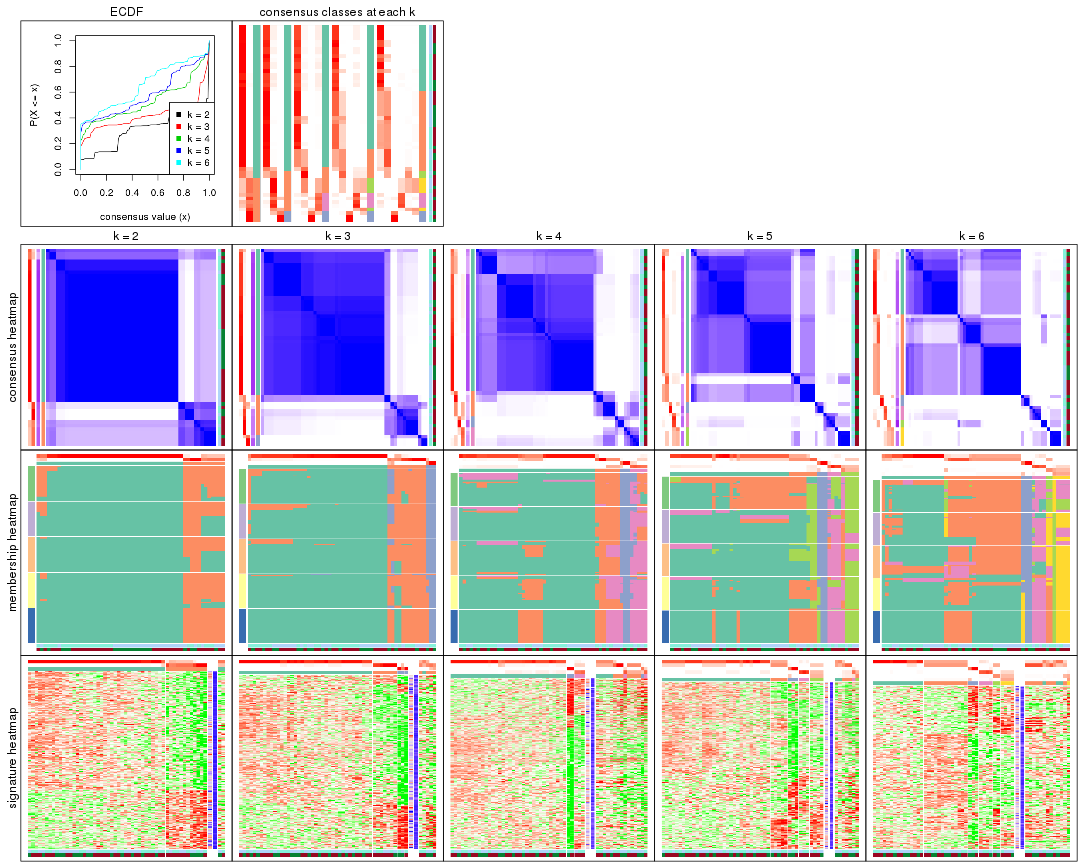 ECDF
consensus classes at each k
P(X <= x)
0.0 0.2 0.4 0.6 0.8 1.0
k = 2
k = 3
k = 4
k = 5
k = 6
0.0 0.2 0.4 0.6 0.8 1.0
consensus value (x)
k = 2 k = 3 k = 4 k = 5 k = 6
consensus heatmap
membership heatmap
signature heatmap